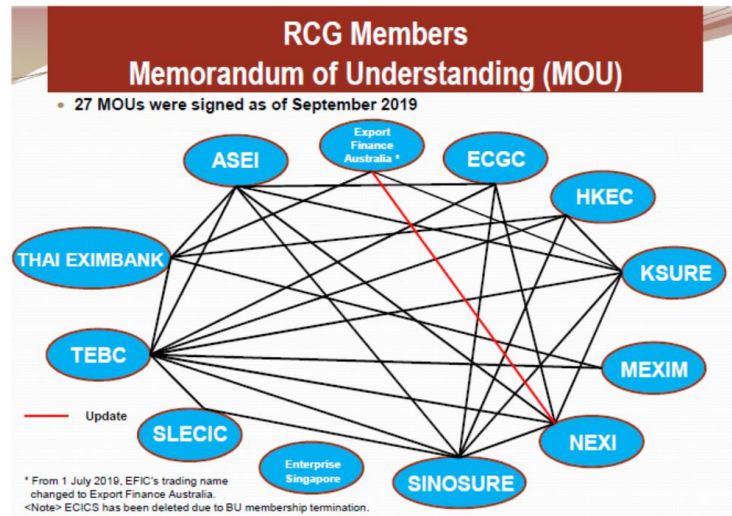 RCG Members
Memorandum of Understanding (MOU)
• 27 MOUs were signed as of September 2019
Export
Finance
Australia *
ASEI
ECGC
HKEC
THAI EXIMBANK
KSURE
TEBC
MEXIM
Update
SLECIC
NEXI
Enterprise
Singapore
SINOSURE
* From 1 July 2019, EFIC's trading name
changed to Export Finance Australia.
<Note> ECICS has been deleted due to BU membership termination.